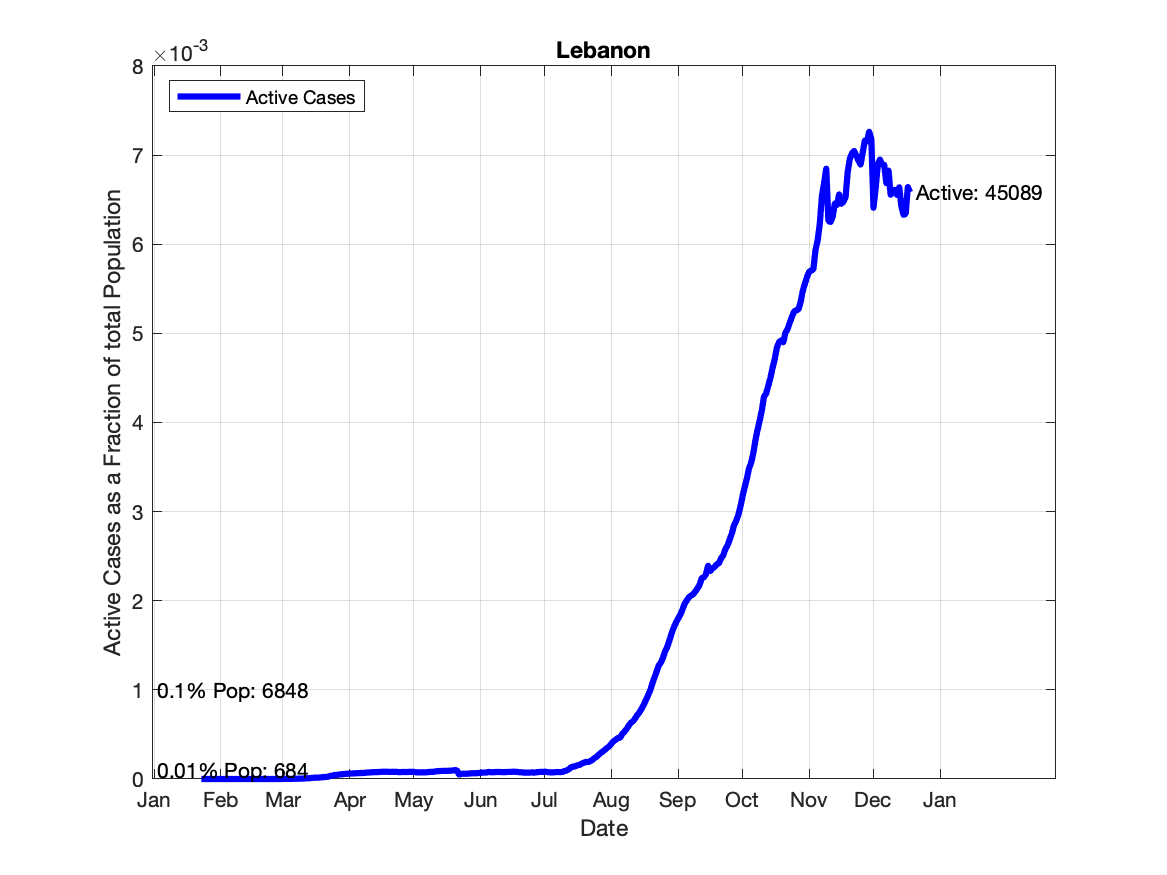 Lebanon
×10-3
8
7
6
5
4
3
2
1
0
Active Cases as a Fraction of total Population
Active Cases
Active: 45089
0.1% Pop: 6848
0.01% Pop: 684
Jan Feb Mar Apr May Jun Jul Aug Sep Oct Nov Dec Jan
Date